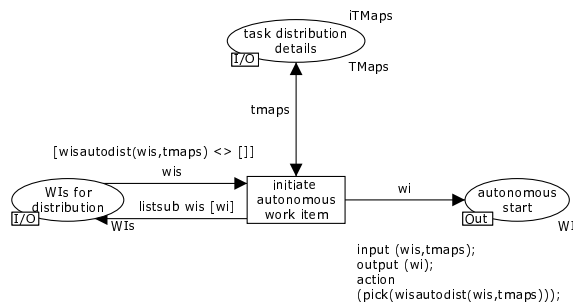 iTMaps
task distribution
details
I/O
TMaps
tmaps
[wisautodist(wis,tmaps) <> []]
wis
WIs for
distribution
I/O
listsub wis [wi]
WIs
initiate
autonomous
work item
wi
autonomous
start
Out
WI
input (wis,tmaps);
output (wi);
action
(pick(wisautodist(wis,tmaps)));